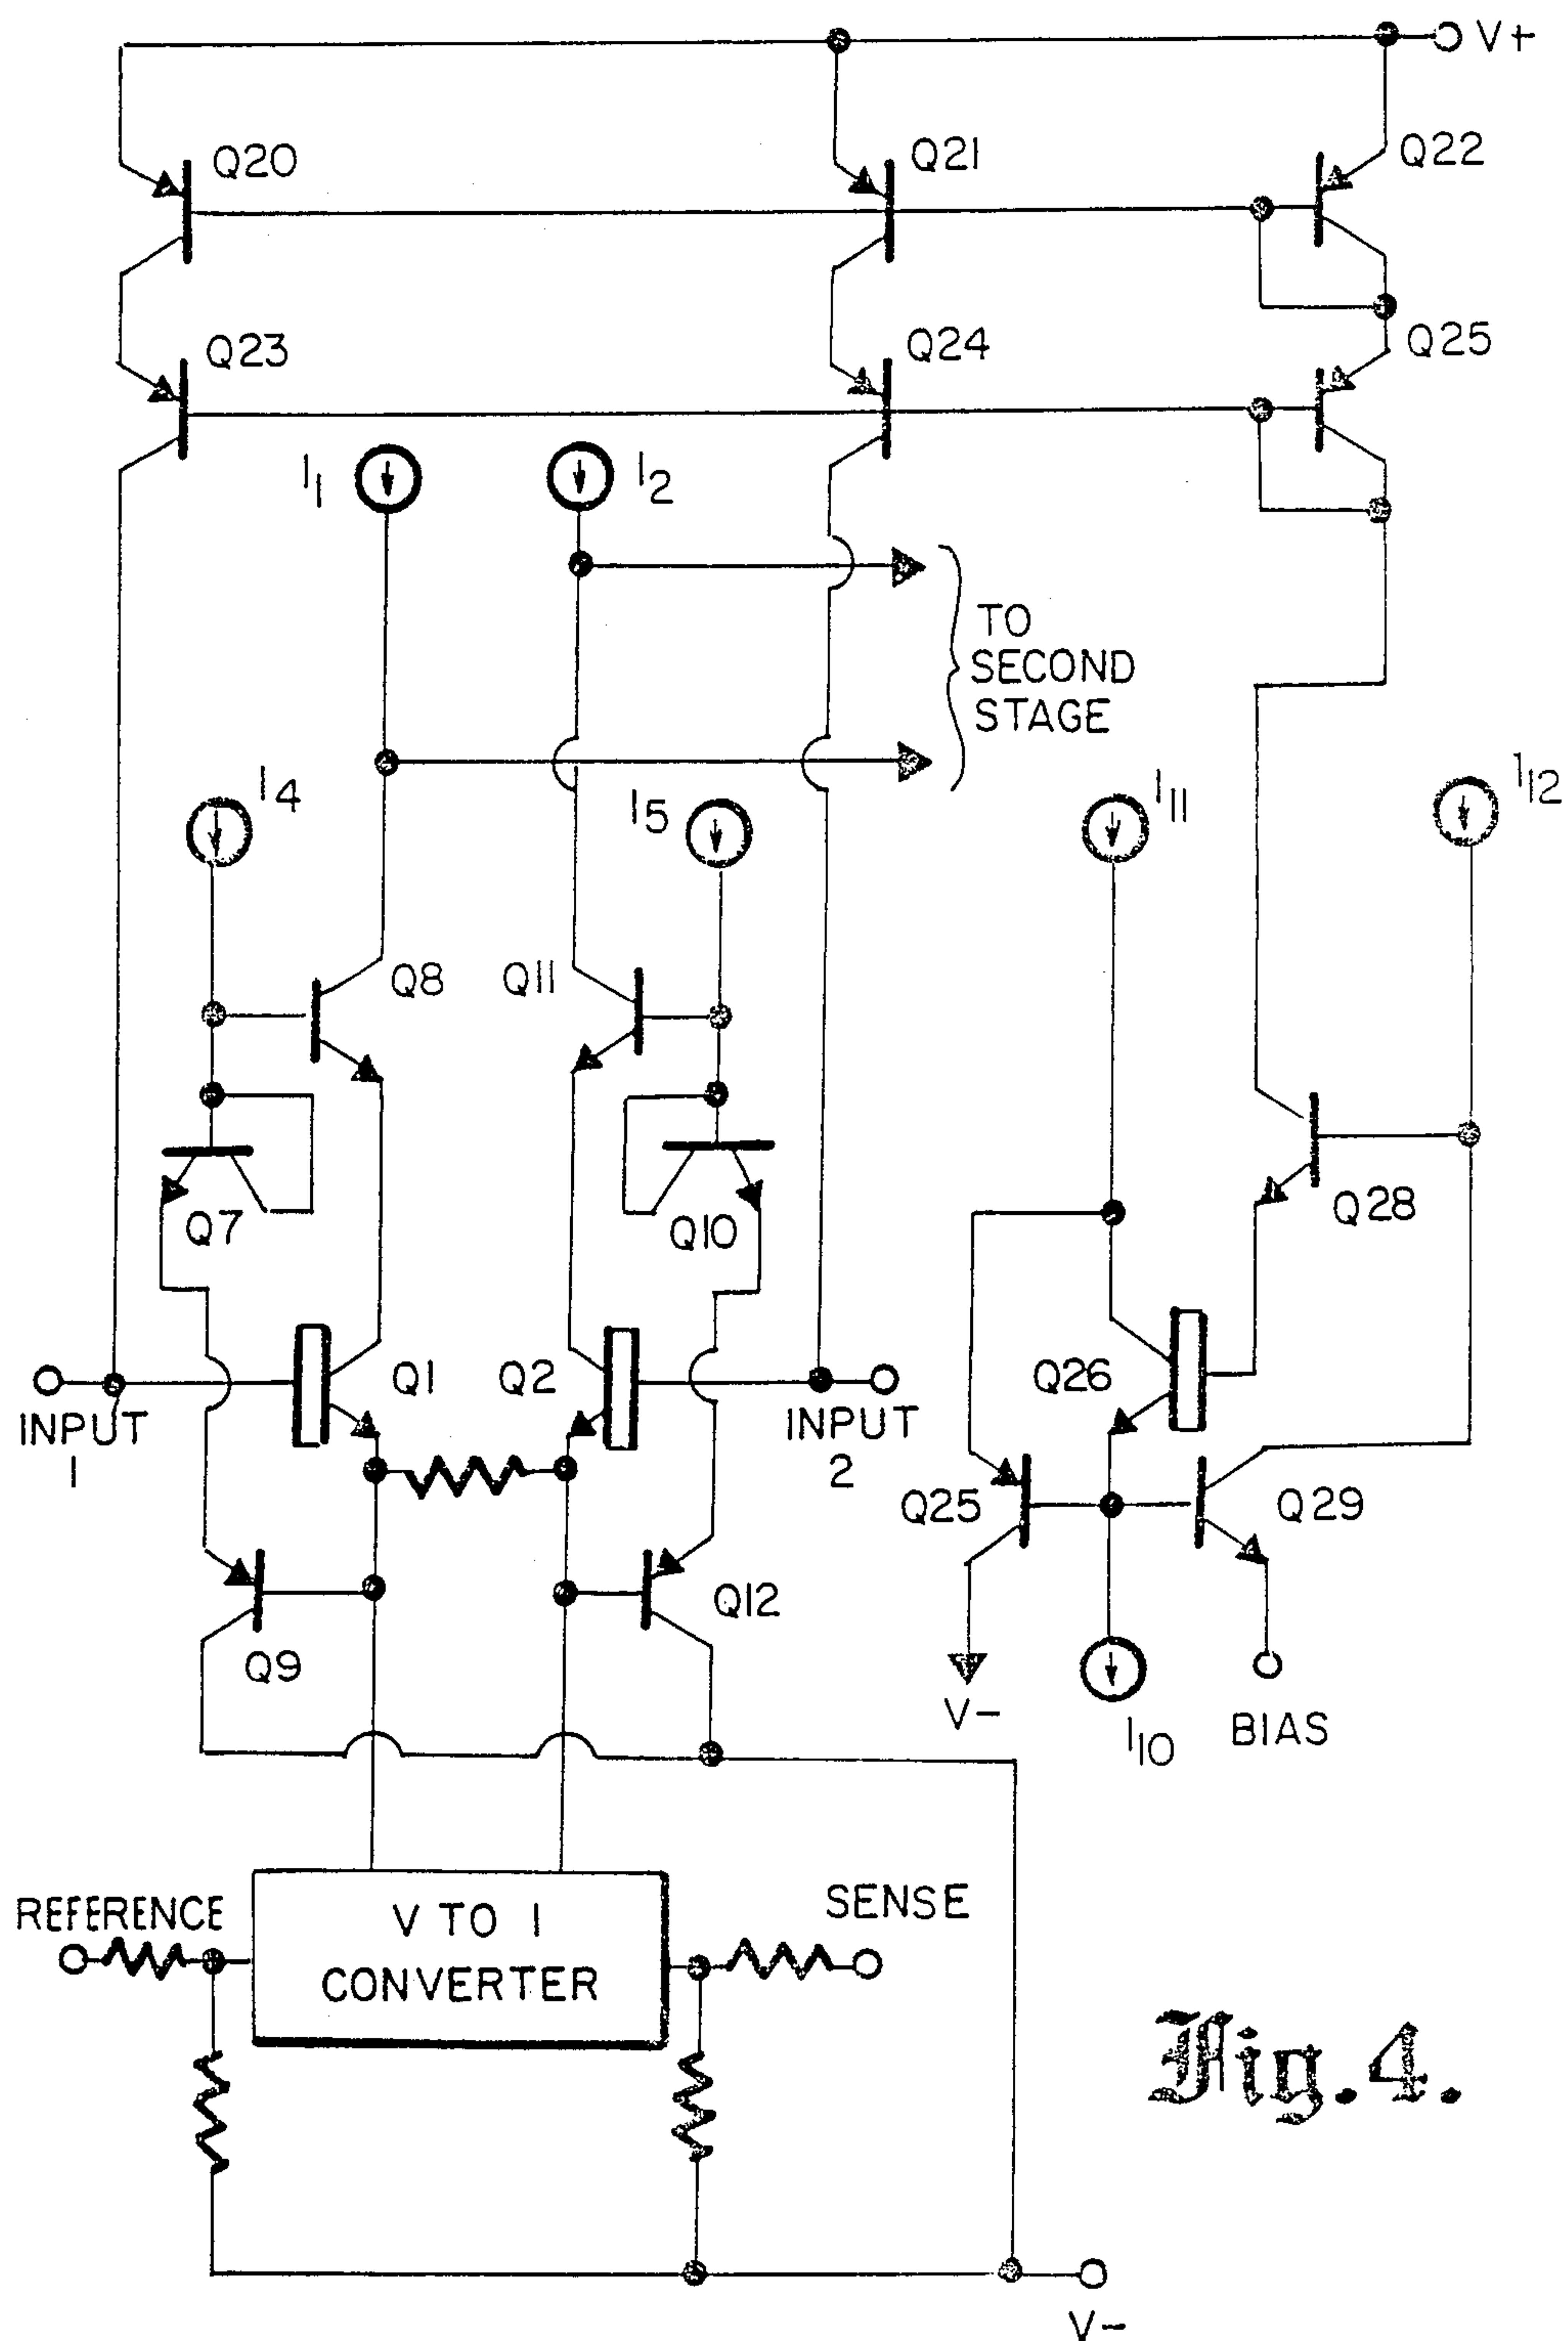 V+
Q20
Q21
Q22
Q23
Q24
Q25
I1
I2
TO
SECOND
STAGE
I4
I5
I11
I12
Q8
Q11
Q7
Q10
Q28
Q1
Q2
Q26
INPUT
1
INPUT
2
Q25
Q29
Q9
Q12
V-
I10
BIAS
REFERENCE
V TO I
CONVERTER
SENSE
Fig. 4.
V-